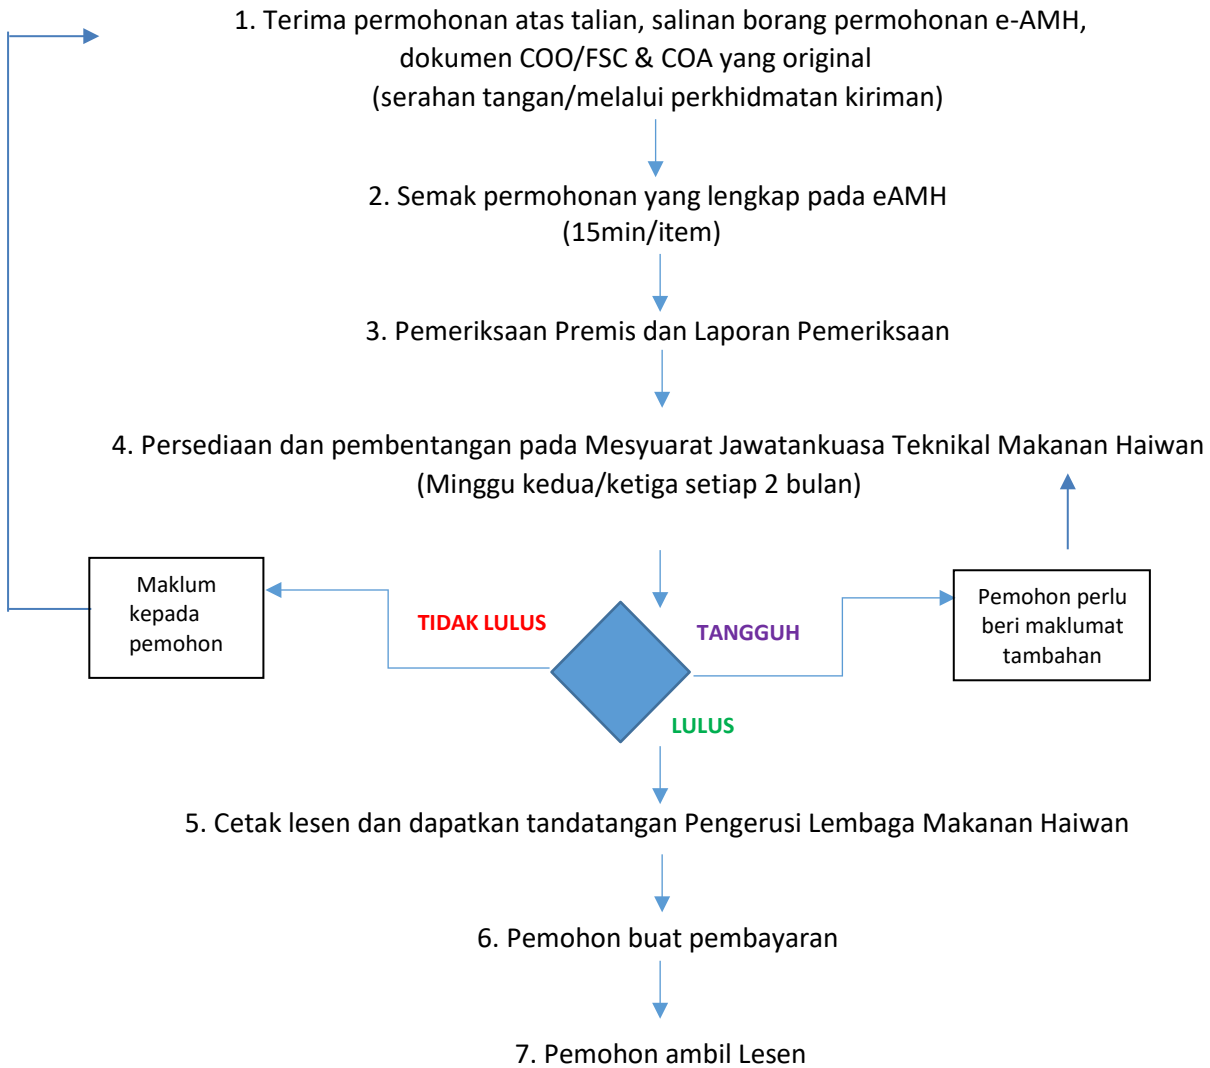 1. Terima permohonan atas talian, salinan borang permohonan e-AMH,
dokumen COO/FSC & COA yang original
(serahan tangan/melalui perkhidmatan kiriman)
2. Semak permohonan yang lengkap pada eAMH
(15min/item)
3. Pemeriksaan Premis dan Laporan Pemeriksaan
4. Persediaan dan pembentangan pada Mesyuarat Jawatankuasa Teknikal Makanan Haiwan
(Minggu kedua/ketiga setiap 2 bulan)
Maklum
kepada
pemohon
TIDAK LULUS
TANGGUH
Pemohon perlu
beri maklumat
tambahan
LULUS
5. Cetak lesen dan dapatkan tandatangan Pengerusi Lembaga Makanan Haiwan
6. Pemohon buat pembayaran
7. Pemohon ambil Lesen